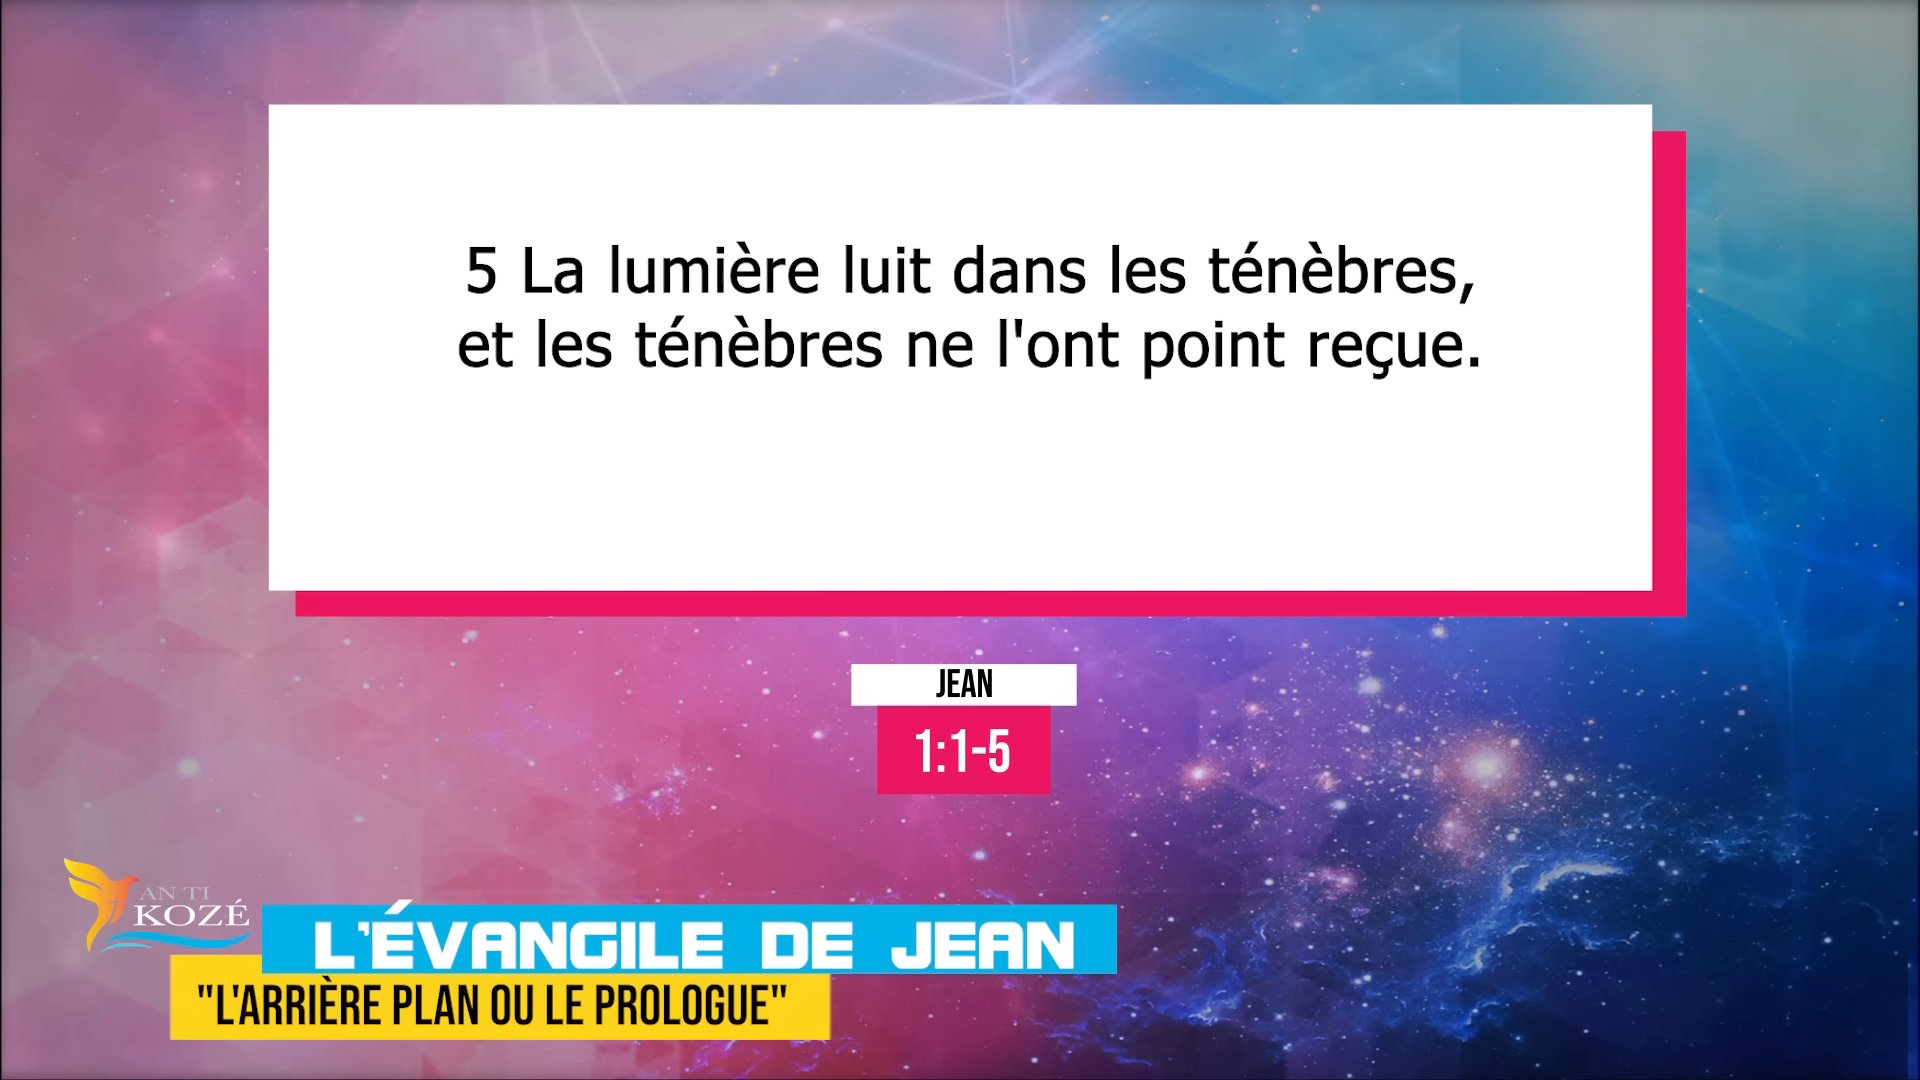 5 La lumière luit dans les ténèbres,
et les ténèbres ne l'ont point reçue.
JEAN
1:1-5
AN TI
KOZÉ
L'ÉVANGILE DE JEAN
"L'ARRIÈRE PLAN OU LE PROLOGUE"